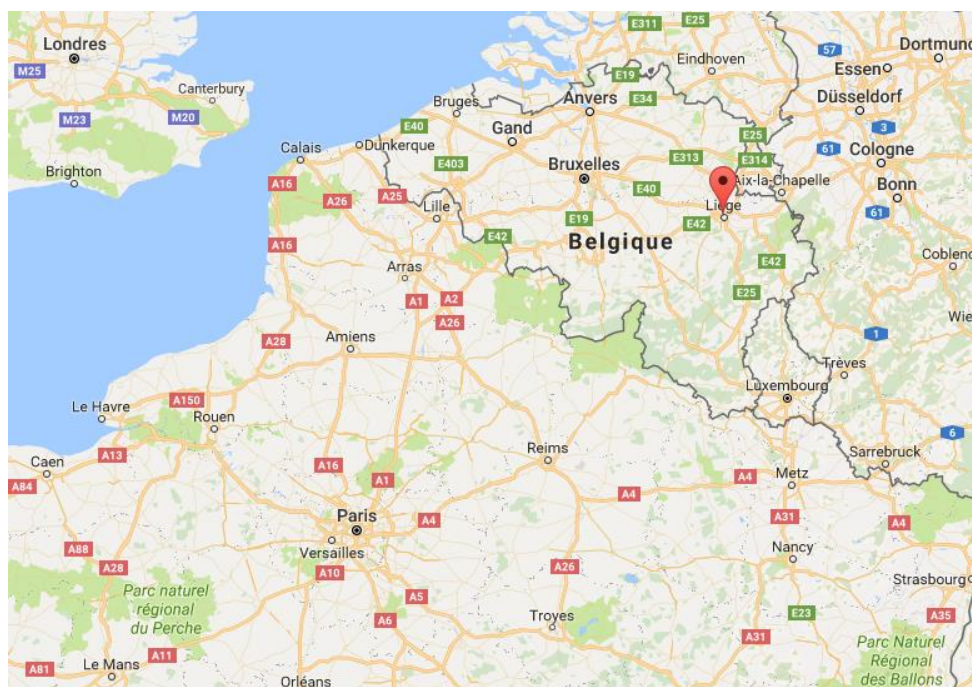 Londres
M25
Canterbury
M23
M20
Brighton
Calais
Dunkerque
A16
A26
A25
A16
Lille
Arras
A1
A2
A26
Amiens
A28
E311
E25
Eindhoven
E19
E34
Anvers
Bruges
E40
Gand
E403
Bruxelles
E313
E25
E314
E40
Aix-la-Chapelle
Liège
E42
E19
E42
Belgique
E42
E25
57
Dortmund
Essen
Düsseldorf
3
61
Cologne
Bonn
61
Coblenc
Wie
1
Trèves
Luxembourg
6
Sarrebruck
Le Havre
A150
Rouen
Caen
A13
A84
A16
A1
Reims
A4
A4
Metz
A31
A4
Paris
A4
Versailles
A10
A88
A28
A5
A6
A26
Nancy
Strasbourg
E23
A35
Troyes
A31
Parc naturel
régional
du Perche
A11
A81
Le Mans
Orléans
Parc Naturel
Régional
des Ballons